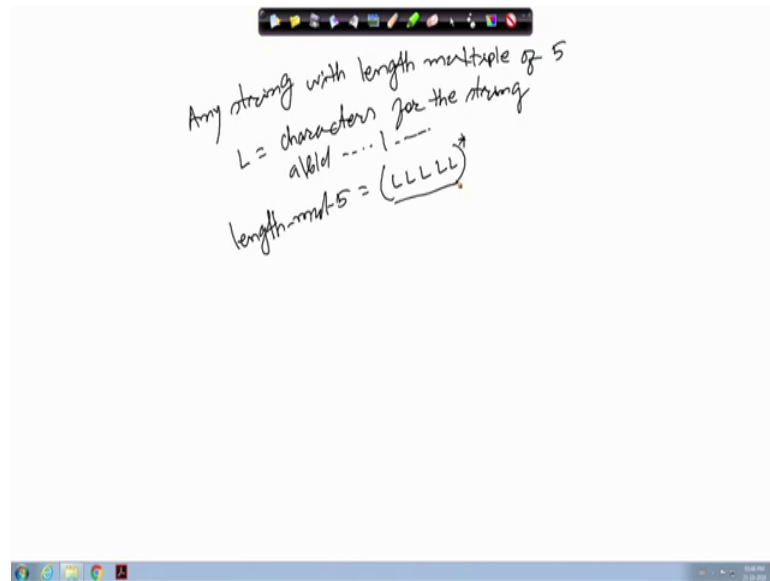 Any string with length multiple of 5
L = characters for the string
a|b|d ....|.....
length-mul-5 = (LLLLL)*